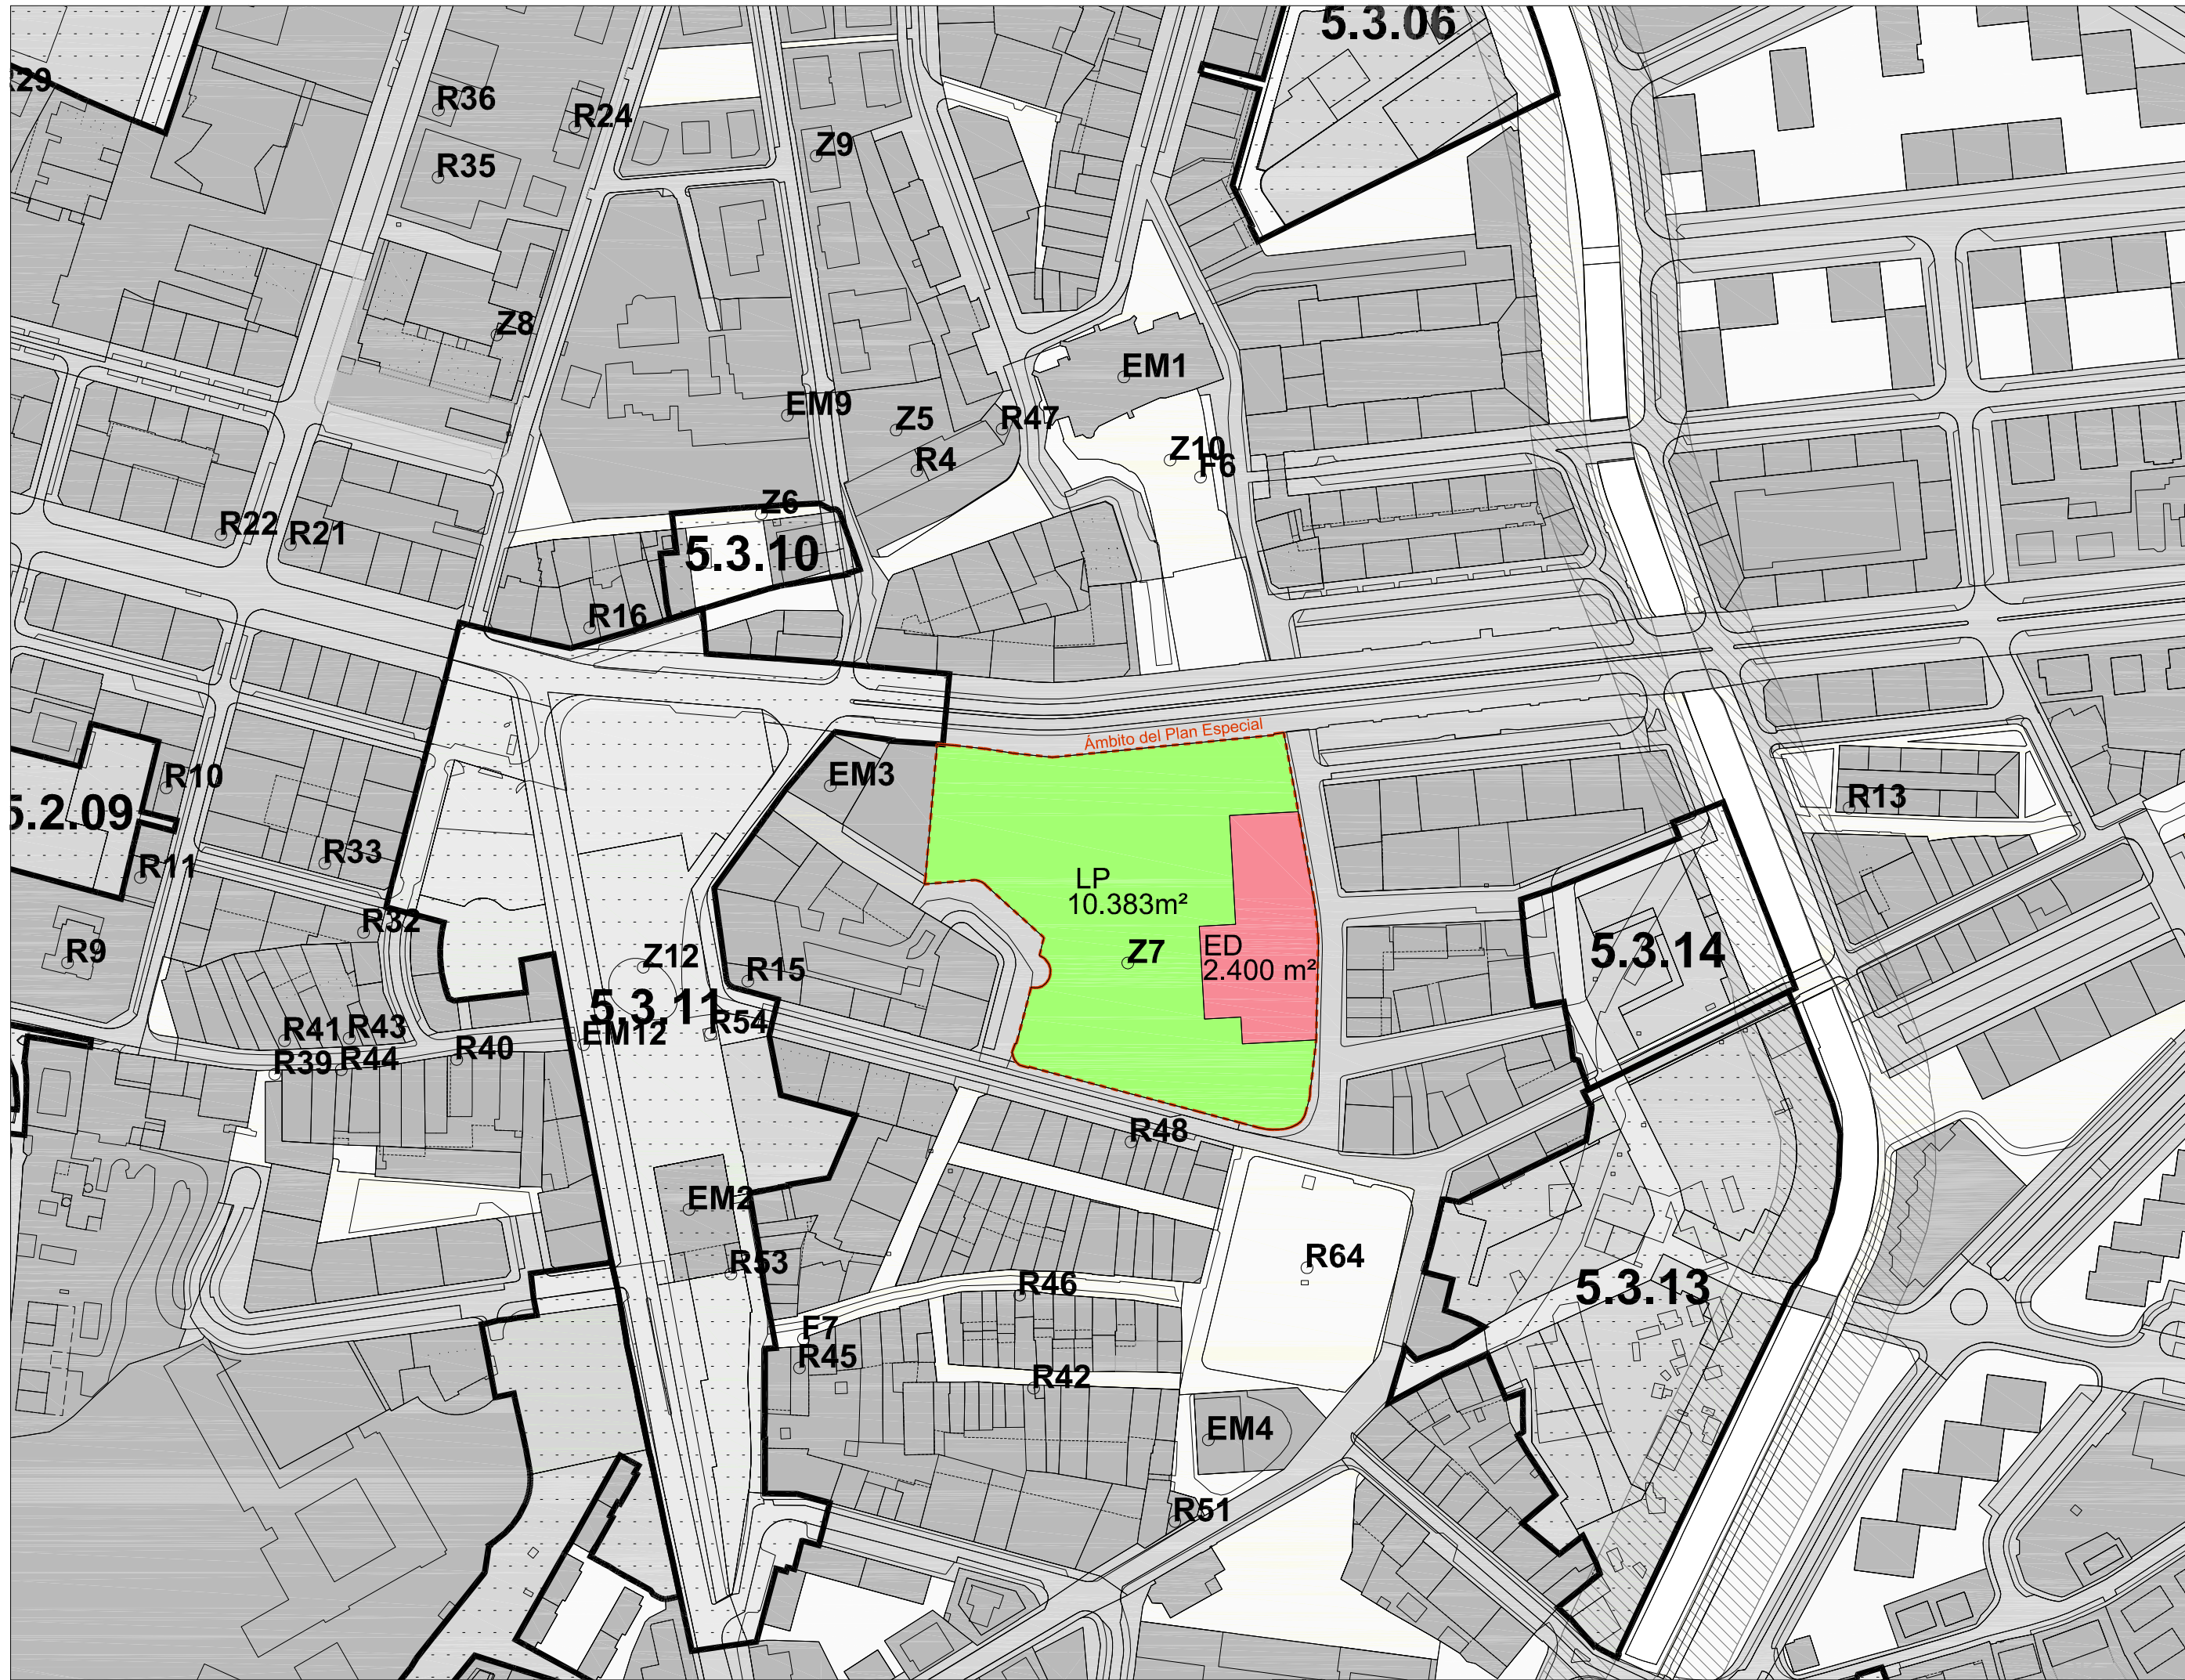 5.3.06
R29
R36
R24
R35
Z9
Z8
EM1
EM9
Z5
R47
R4
Z10
F6
Z6
R22
R21
5.3.10
R16
Ámbito del Plan Especial
EM3
R10
R13
5.2.09
R33
R11
LP
10.383m²
R32
R9
Z12
R15
Z7
ED
2.400 m²
5.3.14
5.3.11
R54
EM12
R41
R43
R39
R44
R40
R48
EM2
R53
R64
R46
5.3.13
F7
R45
R42
EM4
R51